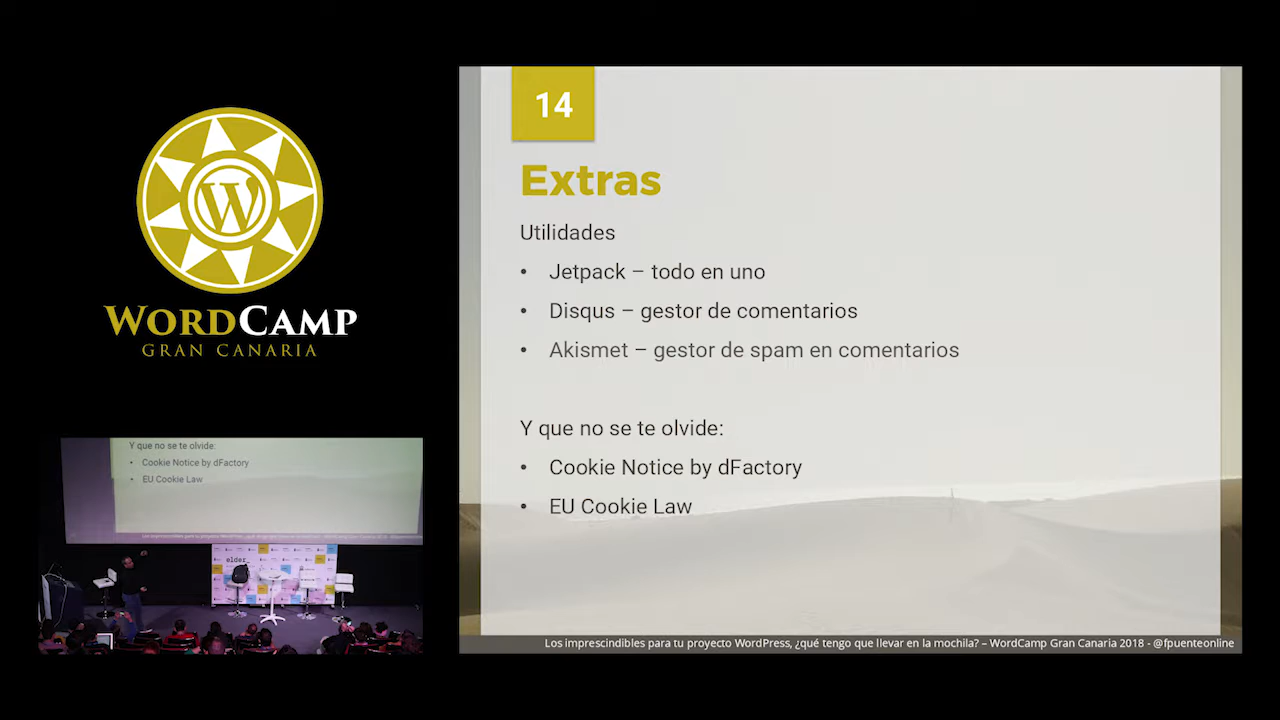 14
Extras
Utilidades
• Jetpack – todo en uno
• Disqus – gestor de comentarios
• Akismet – gestor de spam en comentarios
Y que no se te olvide:
• Cookie Notice by dFactory
• EU Cookie Law
Los imprescindibles para tu proyecto WordPress, ¿qué tengo que llevar en la mochila? – WordCamp Gran Canaria 2018 - @fpuenteonline
W
WORDCAMP
GRAN CANARIA
Y que no se te olvide:
• Cookie Notice by dFactory
• EU Cookie Law
elder